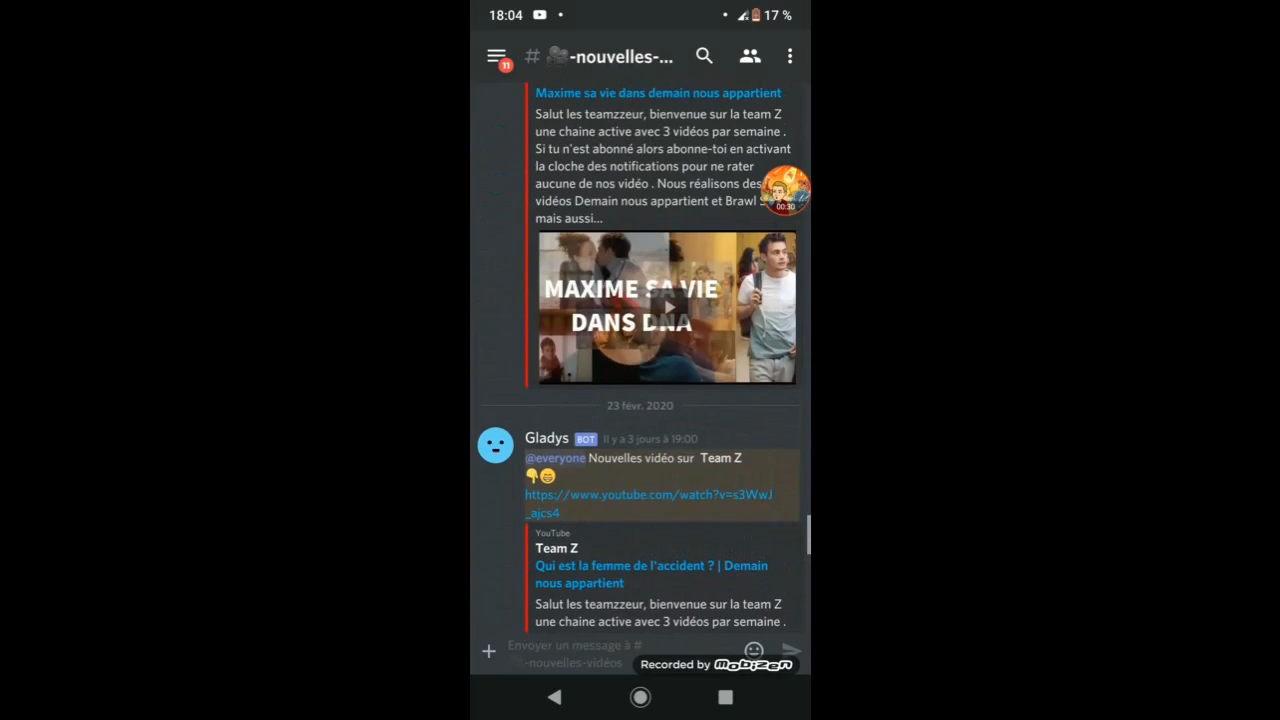 18:04
17 %
11
# -nouvelles-...
Maxime sa vie dans demain nous appartient
Salut les teamzzeur, bienvenue sur la team Z
une chaine active avec 3 vidéos par semaine .
Si tu n'est abonné alors abonne-toi en activant
la cloche des notifications pour ne rater
aucune de nos vidéo . Nous réalisons des
vidéos Demain nous appartient et Brawl
mais aussi...
00:30
MAXIME SA VIE
DANS DNA
23 févr. 2020
Gladys BOT Il y a 3 jours à 19:00
@everyone Nouvelles vidéo sur Team Z
https://www.youtube.com/watch?v=s3WwJ
_ajcs4
YouTube
Team Z
Qui est la femme de l'accident ? | Demain
nous appartient
Salut les teamzzeur, bienvenue sur la team Z
une chaine active avec 3 vidéos par semaine .
Envoyer un message à #
-nouvelles-vidéos
Recorded by mobizen